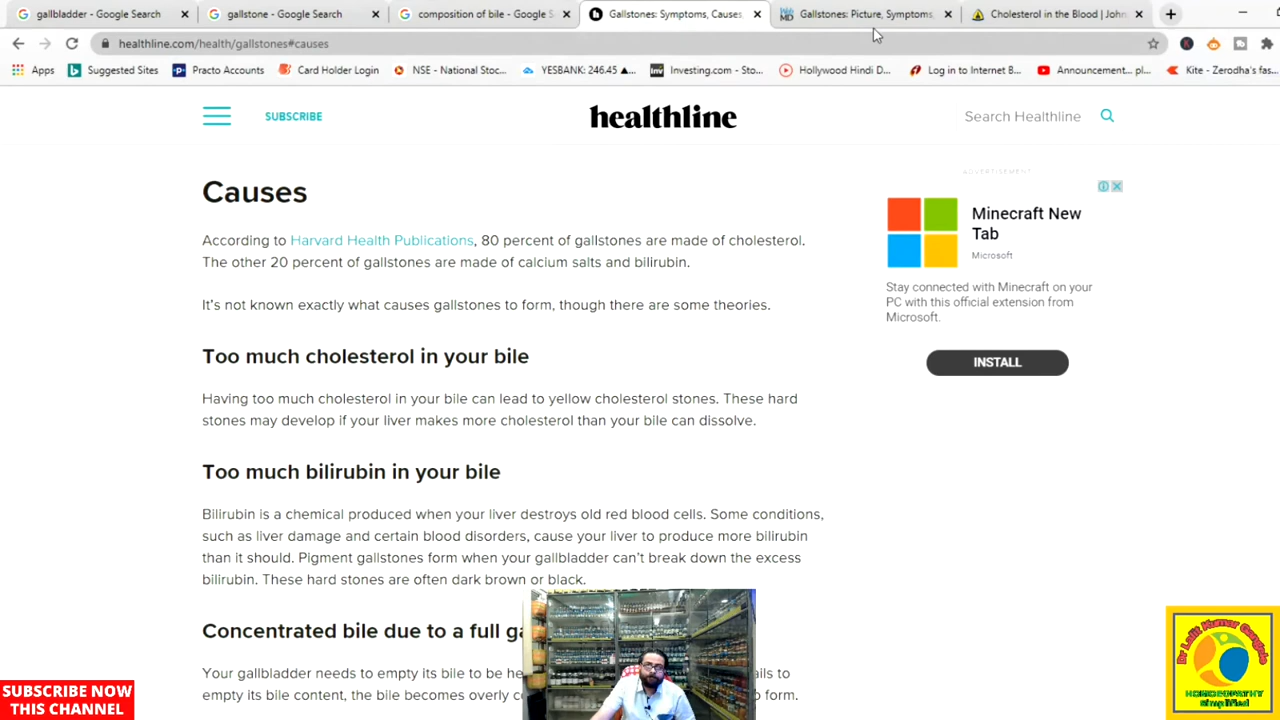 gallbladder - Google Search
gallstone - Google Search
composition of bile - Google S
Gallstones: Symptoms, Causes,
Gallstones: Picture, Symptoms,
Cholesterol in the Blood | John
healthline.com/health/gallstones#causes
Apps
Suggested Sites
Practo Accounts
Card Holder Login
NSE - National Stoc...
YESBANK: 246.45 ▲...
Investing.com - Sto...
Hollywood Hindi D...
Log in to Internet B...
Announcement... pl...
Kite - Zerodha's fas...
SUBSCRIBE
healthline
Search Healthline
Causes
According to Harvard Health Publications, 80 percent of gallstones are made of cholesterol.
The other 20 percent of gallstones are made of calcium salts and bilirubin.
It's not known exactly what causes gallstones to form, though there are some theories.
Too much cholesterol in your bile
Having too much cholesterol in your bile can lead to yellow cholesterol stones. These hard
stones may develop if your liver makes more cholesterol than your bile can dissolve.
Too much bilirubin in your bile
Bilirubin is a chemical produced when your liver destroys old red blood cells. Some conditions,
such as liver damage and certain blood disorders, cause your liver to produce more bilirubin
than it should. Pigment gallstones form when your gallbladder can't break down the excess
bilirubin. These hard stones are often dark brown or black.
Concentrated bile due to a full ga
Your gallbladder needs to empty its bile to be he ails to
empty its bile content, the bile becomes overly c o form.
ADVERTISEMENT
Minecraft New
Tab
Microsoft
Stay connected with Minecraft on your
PC with this official extension from
Microsoft.
INSTALL
SUBSCRIBE NOW
THIS CHANNEL
Dr Lalit Kumar
HOMOEOPATHY
Simplified